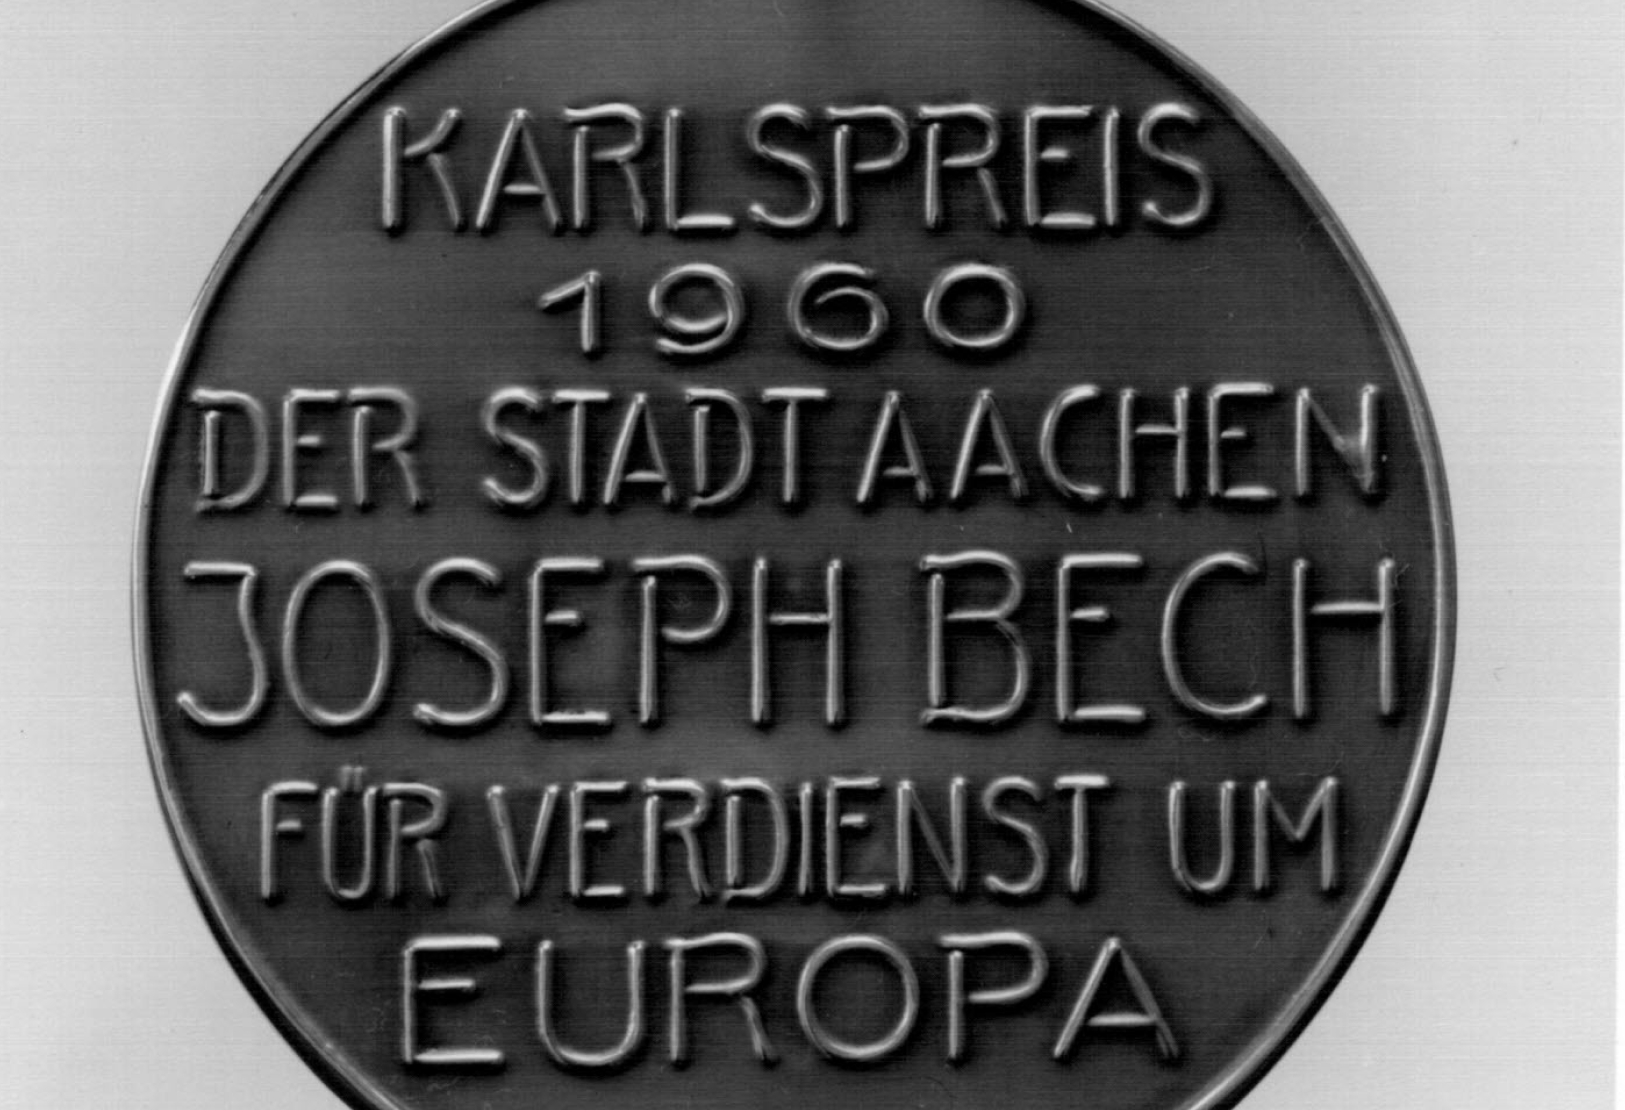 KARLSPREIS
1960
DER STADT AACHEN
JOSEPH BECH
FÜR VERDIENST UM
EUROPA